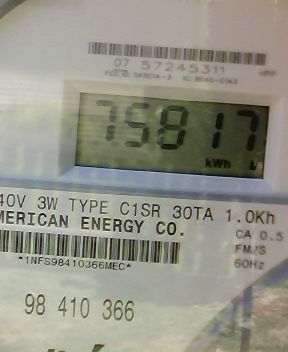 07 57245311
75817
kWh
40V 3W TYPE C1SR 30TA 1.0Kh
MERICAN ENERGY CO.
CA 0.5
*1NFS98410366MEC*
60Hz
98 410 366